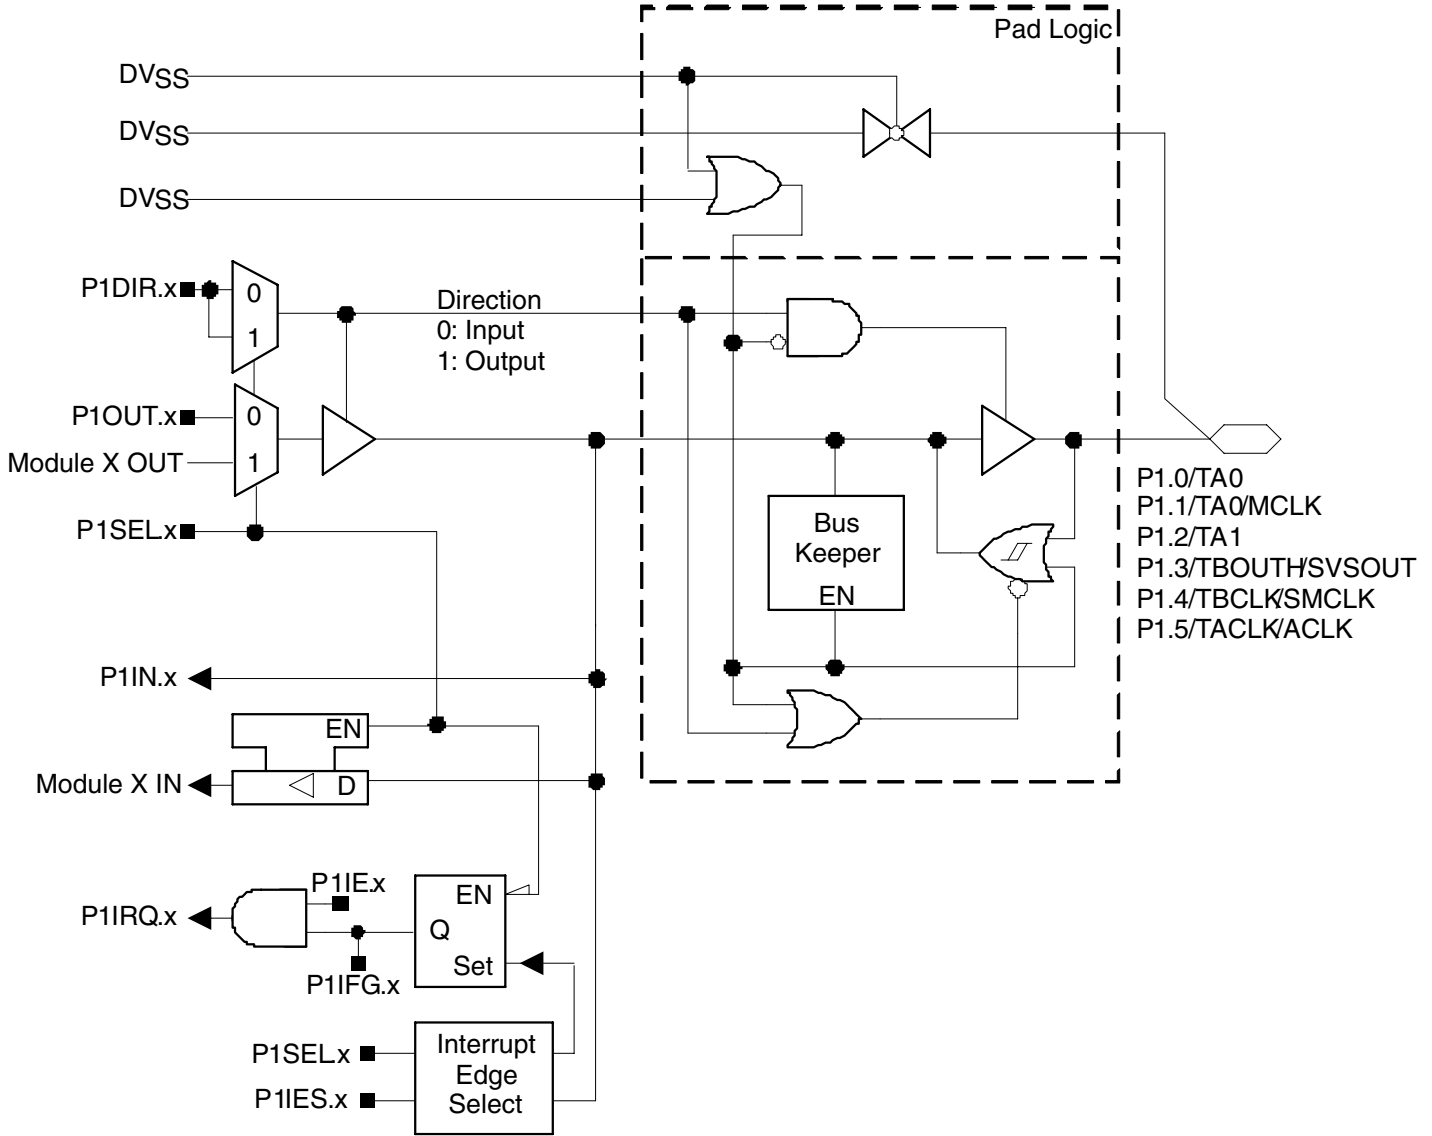 Pad Logic
DVSS
DVSS
DVSS
P1DIR.x
0
1
Direction
0: Input
1: Output
P1OUT.x
0
Module X OUT
1
P1SEL.x
Bus
Keeper
EN
P1.0/TA0
P1.1/TA0/MCLK
P1.2/TA1
P1.3/TBOUTH/SVSOUT
P1.4/TBCLK/SMCLK
P1.5/TACLK/ACLK
P1IN.x
EN
Module X IN
D
P1IE.x
P1IRQ.x
EN
Q
Set
P1IFG.x
P1SEL.x
P1IES.x
Interrupt
Edge
Select